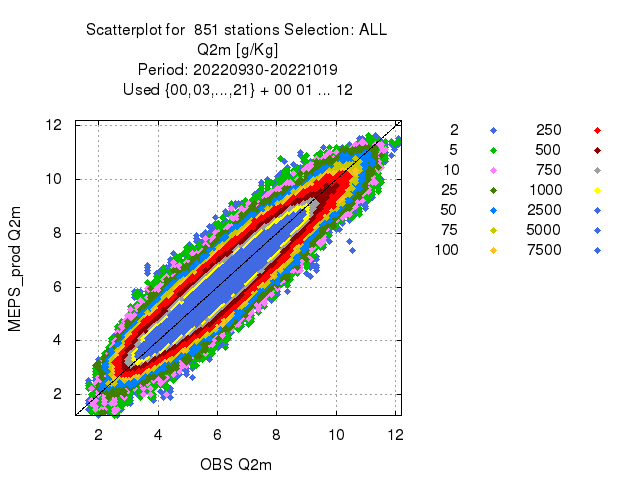 Scatterplot for  851 stations Selection: ALL
Q2m [g/Kg]
Period: 20220930-20221019
Used {00,03,...,21} + 00 01 ... 12
2 250
5 500
10 750
25 1000
50 2500
75 5000
100 7500
12
10
8
6
4
2
MEPS_prod Q2m
2 4 6 8 10 12
OBS Q2m